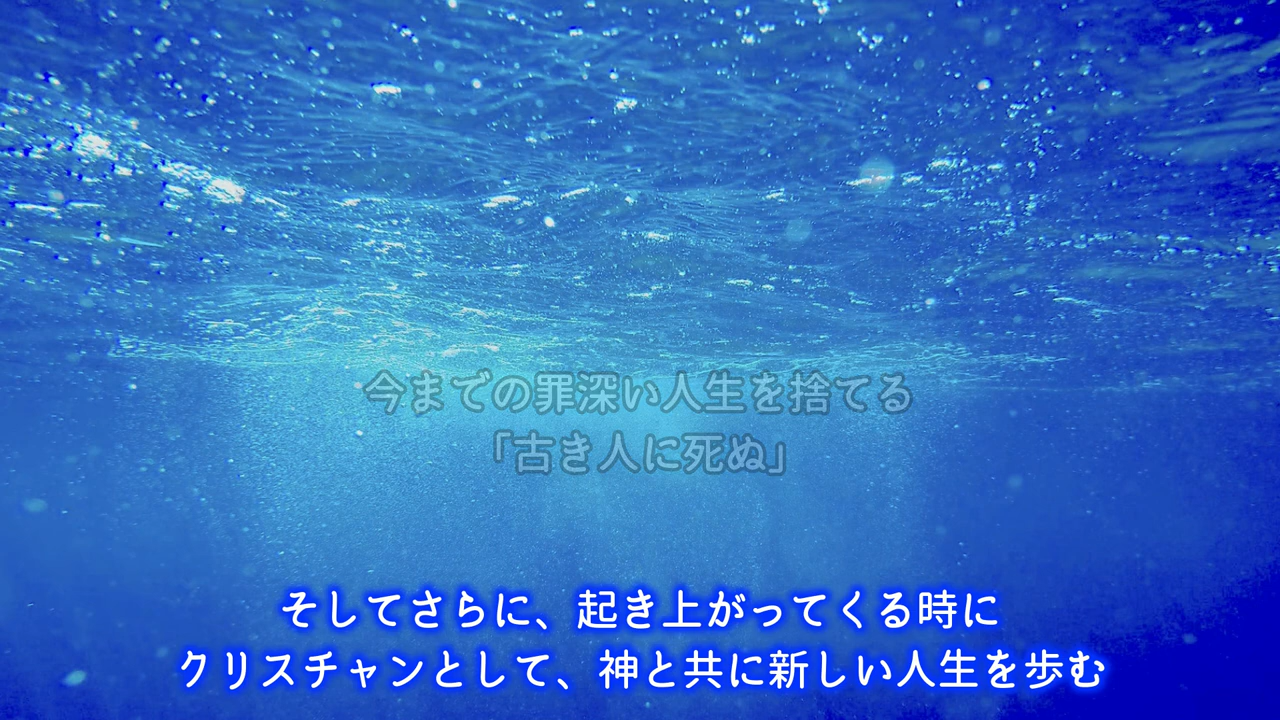 今までの罪深い人生を捨てる
「古き人に死ぬ」
そしてさらに、起き上がってくる時に
クリスチャンとして、神と共に新しい人生を歩む